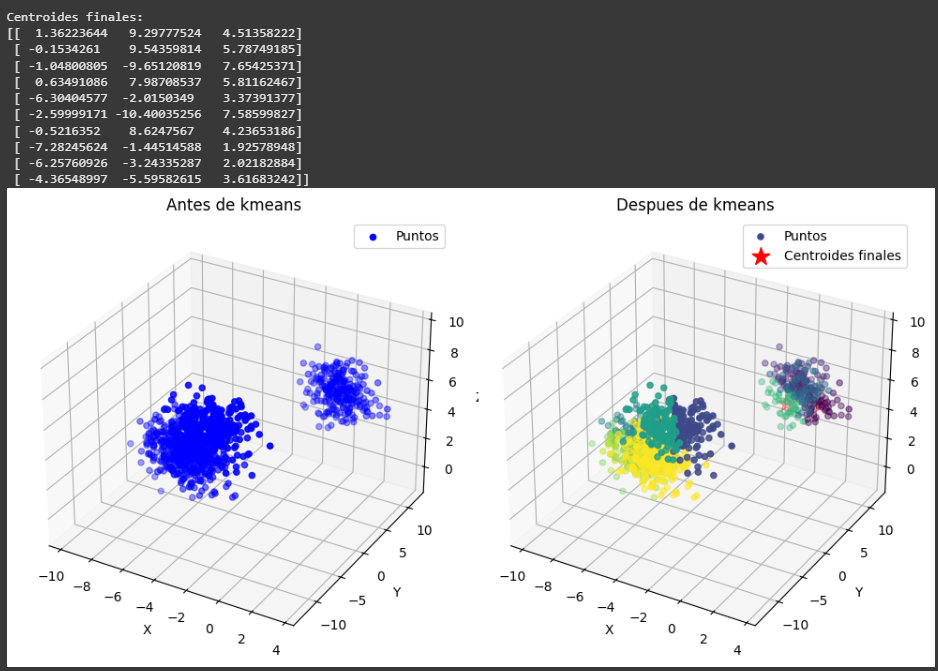 Centroides finales:
[[  1.36223644   9.29777524   4.51358222]
 [ -0.1534261    9.54359814   5.78749185]
 [ -1.04800805  -9.65120819   7.65425371]
 [  0.63491086   7.98708537   5.81162467]
 [ -6.30404577  -2.0150349    3.37391377]
 [ -2.59999171 -10.40035256   7.58599827]
 [ -0.5216352    8.6247567    4.23653186]
 [ -7.28245624  -1.44514588   1.92578948]
 [ -6.25760926  -3.24335287   2.02182884]
 [ -4.36548997  -5.59582615   3.61683242]]
Antes de kmeans
Puntos
10
8
6
4
2
0
10
5
0
−5
−10
Y
−10
−8
−6
−4
−2
0
2
4
X
Despues de kmeans
Puntos
Centroides finales
10
8
6
4
2
0
10
5
0
−5
−10
Y
−10
−8
−6
−4
−2
0
2
4
X